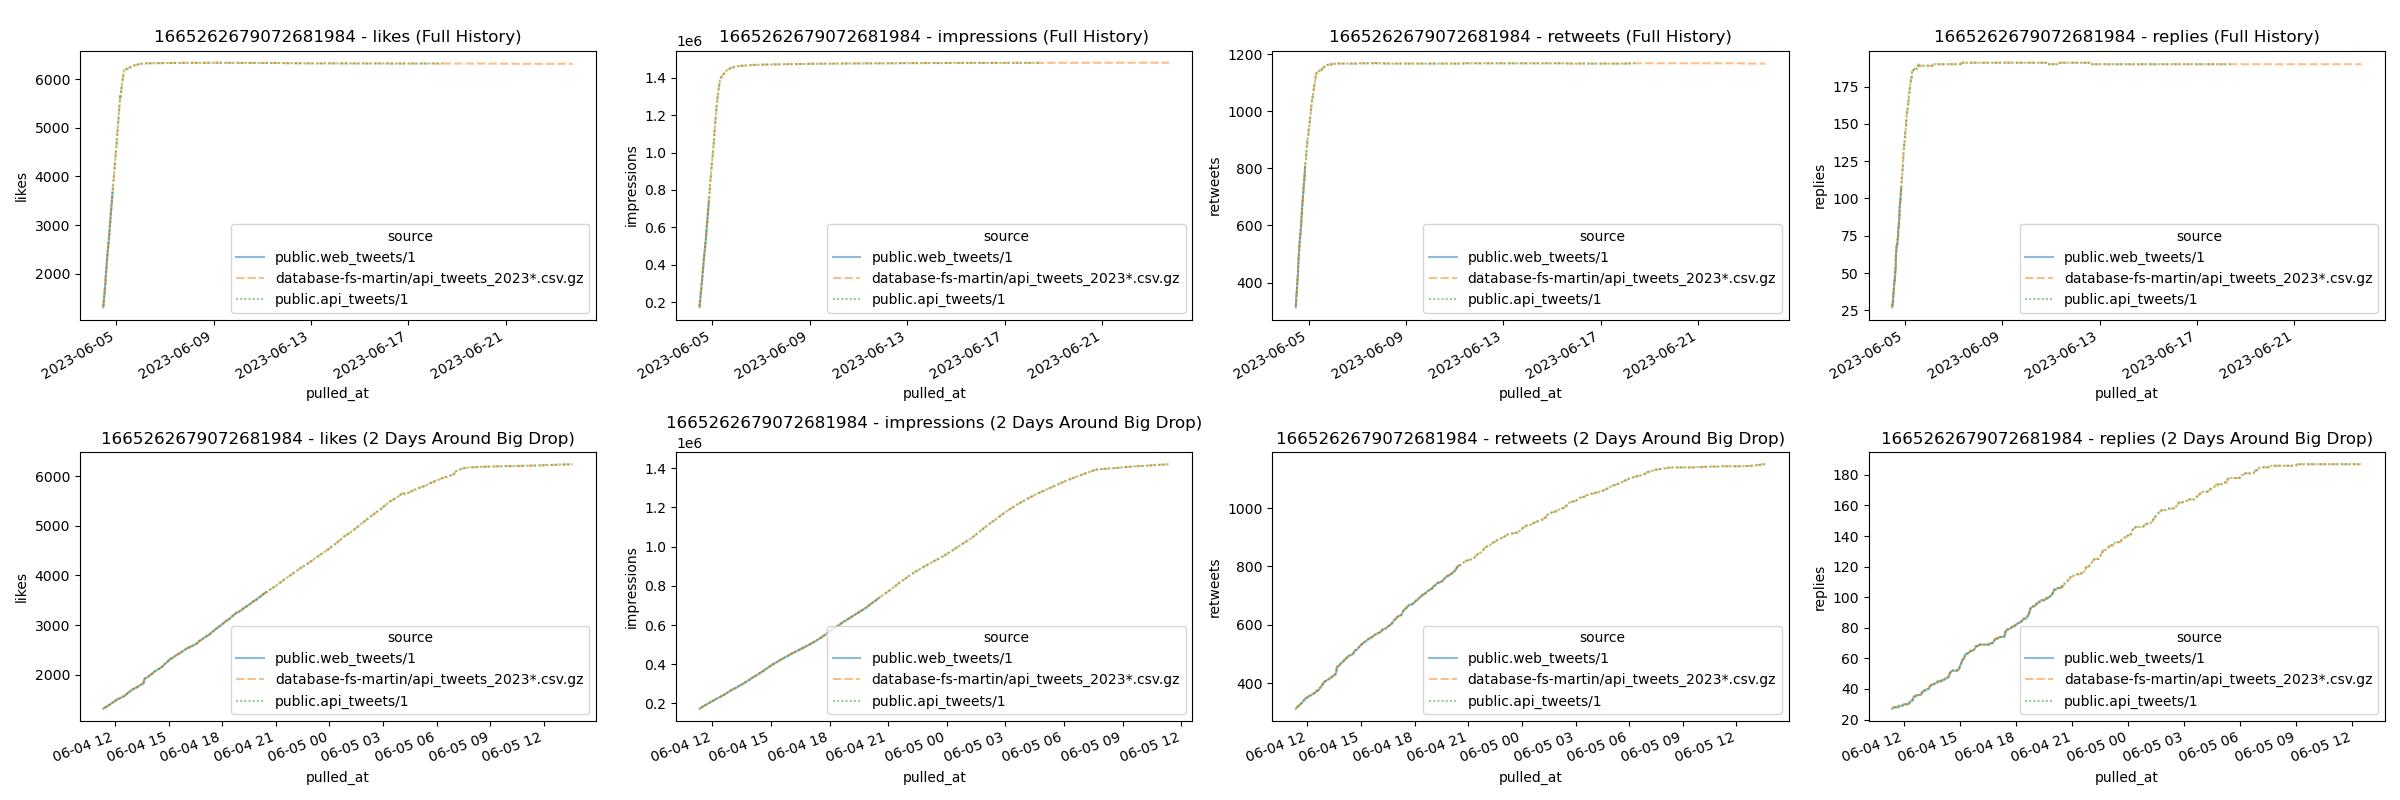 1665262679072681984 - likes (Full History)
6000
5000
4000
3000
2000
likes
2023-06-05
2023-06-09
2023-06-13
2023-06-17
2023-06-21
pulled_at
source
public.web_tweets/1
database-fs-martin/api_tweets_2023*.csv.gz
public.api_tweets/1
1665262679072681984 - impressions (Full History)
1e6
1.4
1.2
1.0
0.8
0.6
0.4
0.2
impressions
2023-06-05
2023-06-09
2023-06-13
2023-06-17
2023-06-21
pulled_at
source
public.web_tweets/1
database-fs-martin/api_tweets_2023*.csv.gz
public.api_tweets/1
1665262679072681984 - retweets (Full History)
1200
1000
800
600
400
retweets
2023-06-05
2023-06-09
2023-06-13
2023-06-17
2023-06-21
pulled_at
source
public.web_tweets/1
database-fs-martin/api_tweets_2023*.csv.gz
public.api_tweets/1
1665262679072681984 - replies (Full History)
175
150
125
100
75
50
25
replies
2023-06-05
2023-06-09
2023-06-13
2023-06-17
2023-06-21
pulled_at
source
public.web_tweets/1
database-fs-martin/api_tweets_2023*.csv.gz
public.api_tweets/1
1665262679072681984 - likes (2 Days Around Big Drop)
6000
5000
4000
3000
2000
likes
06-04 12
06-04 15
06-04 18
06-04 21
06-05 00
06-05 03
06-05 06
06-05 09
06-05 12
pulled_at
source
public.web_tweets/1
database-fs-martin/api_tweets_2023*.csv.gz
public.api_tweets/1
1665262679072681984 - impressions (2 Days Around Big Drop)
1e6
1.4
1.2
1.0
0.8
0.6
0.4
0.2
impressions
06-04 12
06-04 15
06-04 18
06-04 21
06-05 00
06-05 03
06-05 06
06-05 09
06-05 12
pulled_at
source
public.web_tweets/1
database-fs-martin/api_tweets_2023*.csv.gz
public.api_tweets/1
1665262679072681984 - retweets (2 Days Around Big Drop)
1000
800
600
400
retweets
06-04 12
06-04 15
06-04 18
06-04 21
06-05 00
06-05 03
06-05 06
06-05 09
06-05 12
pulled_at
source
public.web_tweets/1
database-fs-martin/api_tweets_2023*.csv.gz
public.api_tweets/1
1665262679072681984 - replies (2 Days Around Big Drop)
180
160
140
120
100
80
60
40
20
replies
06-04 12
06-04 15
06-04 18
06-04 21
06-05 00
06-05 03
06-05 06
06-05 09
06-05 12
pulled_at
source
public.web_tweets/1
database-fs-martin/api_tweets_2023*.csv.gz
public.api_tweets/1